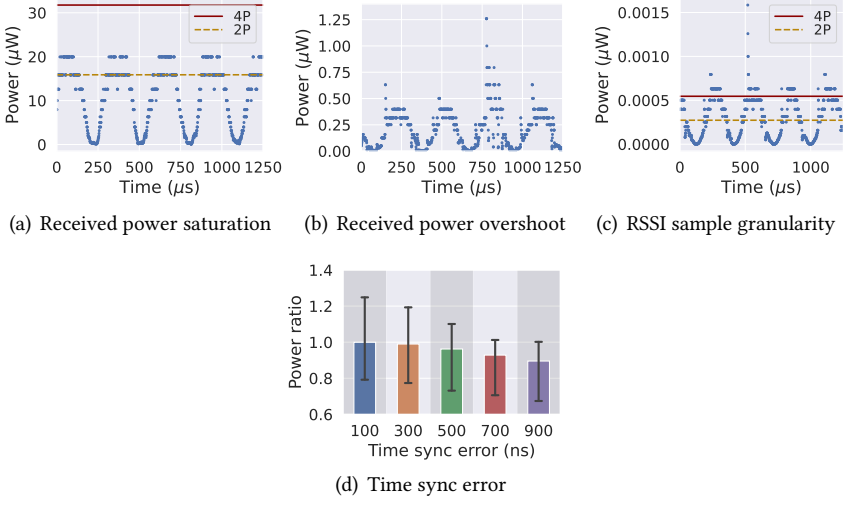 30
20
10
0
Power (μW)
4P
2P
0 250 500 750 1000 1250
Time (μs)
(a) Received power saturation
1.25
1.00
0.75
0.50
0.25
0.00
Power (μW)
0 250 500 750 1000 1250
Time (μs)
(b) Received power overshoot
0.0015
0.0010
0.0005
0.0000
Power (μW)
4P
2P
0 500 1000
Time (μs)
(c) RSSI sample granularity
1.4
1.2
1.0
0.8
0.6
Power ratio
100 300 500 700 900
Time sync error (ns)
(d) Time sync error